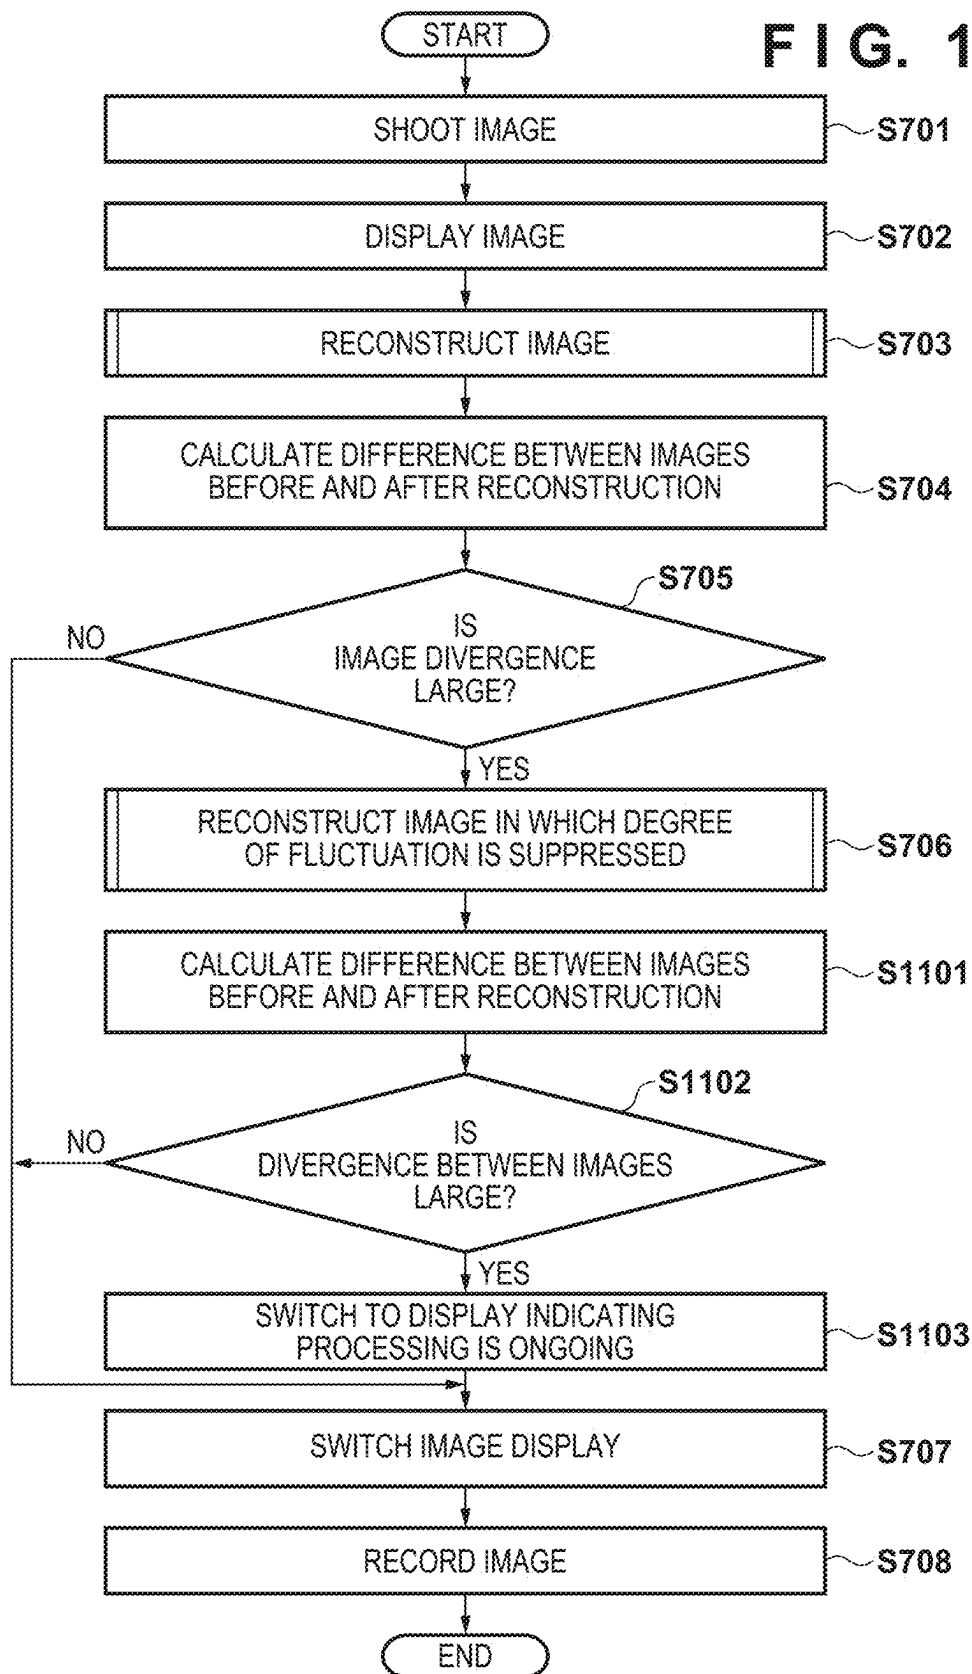 START
F I G. 1
SHOOT IMAGE
S701
DISPLAY IMAGE
S702
RECONSTRUCT IMAGE
S703
CALCULATE DIFFERENCE BETWEEN IMAGES
BEFORE AND AFTER RECONSTRUCTION
S704
S705
IS
IMAGE DIVERGENCE
LARGE?
NO
YES
RECONSTRUCT IMAGE IN WHICH DEGREE
OF FLUCTUATION IS SUPPRESSED
S706
CALCULATE DIFFERENCE BETWEEN IMAGES
BEFORE AND AFTER RECONSTRUCTION
S1101
S1102
IS
DIVERGENCE BETWEEN IMAGES
LARGE?
NO
YES
SWITCH TO DISPLAY INDICATING
PROCESSING IS ONGOING
S1103
SWITCH IMAGE DISPLAY
S707
RECORD IMAGE
S708
END